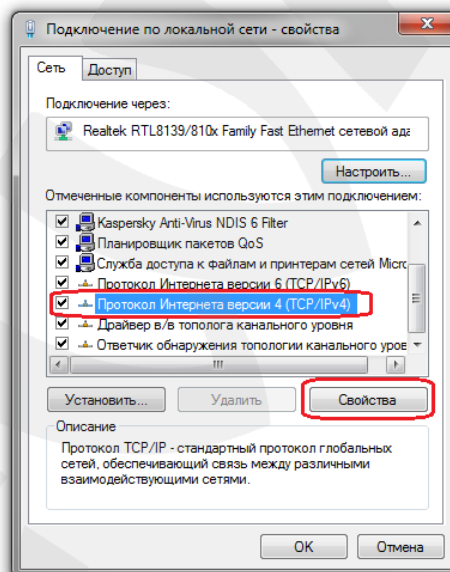 Подключение по локальной сети - свойства
Сеть Доступ
Подключение через:
Realtek RTL8139/810x Family Fast Ethernet сетевой ада
Настроить...
Отмеченные компоненты используются этим подключением:
Kaspersky Anti-Virus NDIS 6 Filter
Планировщик пакетов QoS
Служба доступа к файлам и принтерам сетей Micro
Протокол Интернета версии 6 (TCP/IPv6)
Протокол Интернета версии 4 (TCP/IPv4)
Драйвер в/в тополога канального уровня
Ответчик обнаружения топологии канального уров
Установить... Удалить Свойства
Описание
Протокол TCP/IP - стандартный протокол глобальных
сетей, обеспечивающий связь между различными
взаимодействующими сетями.
OK Отмена